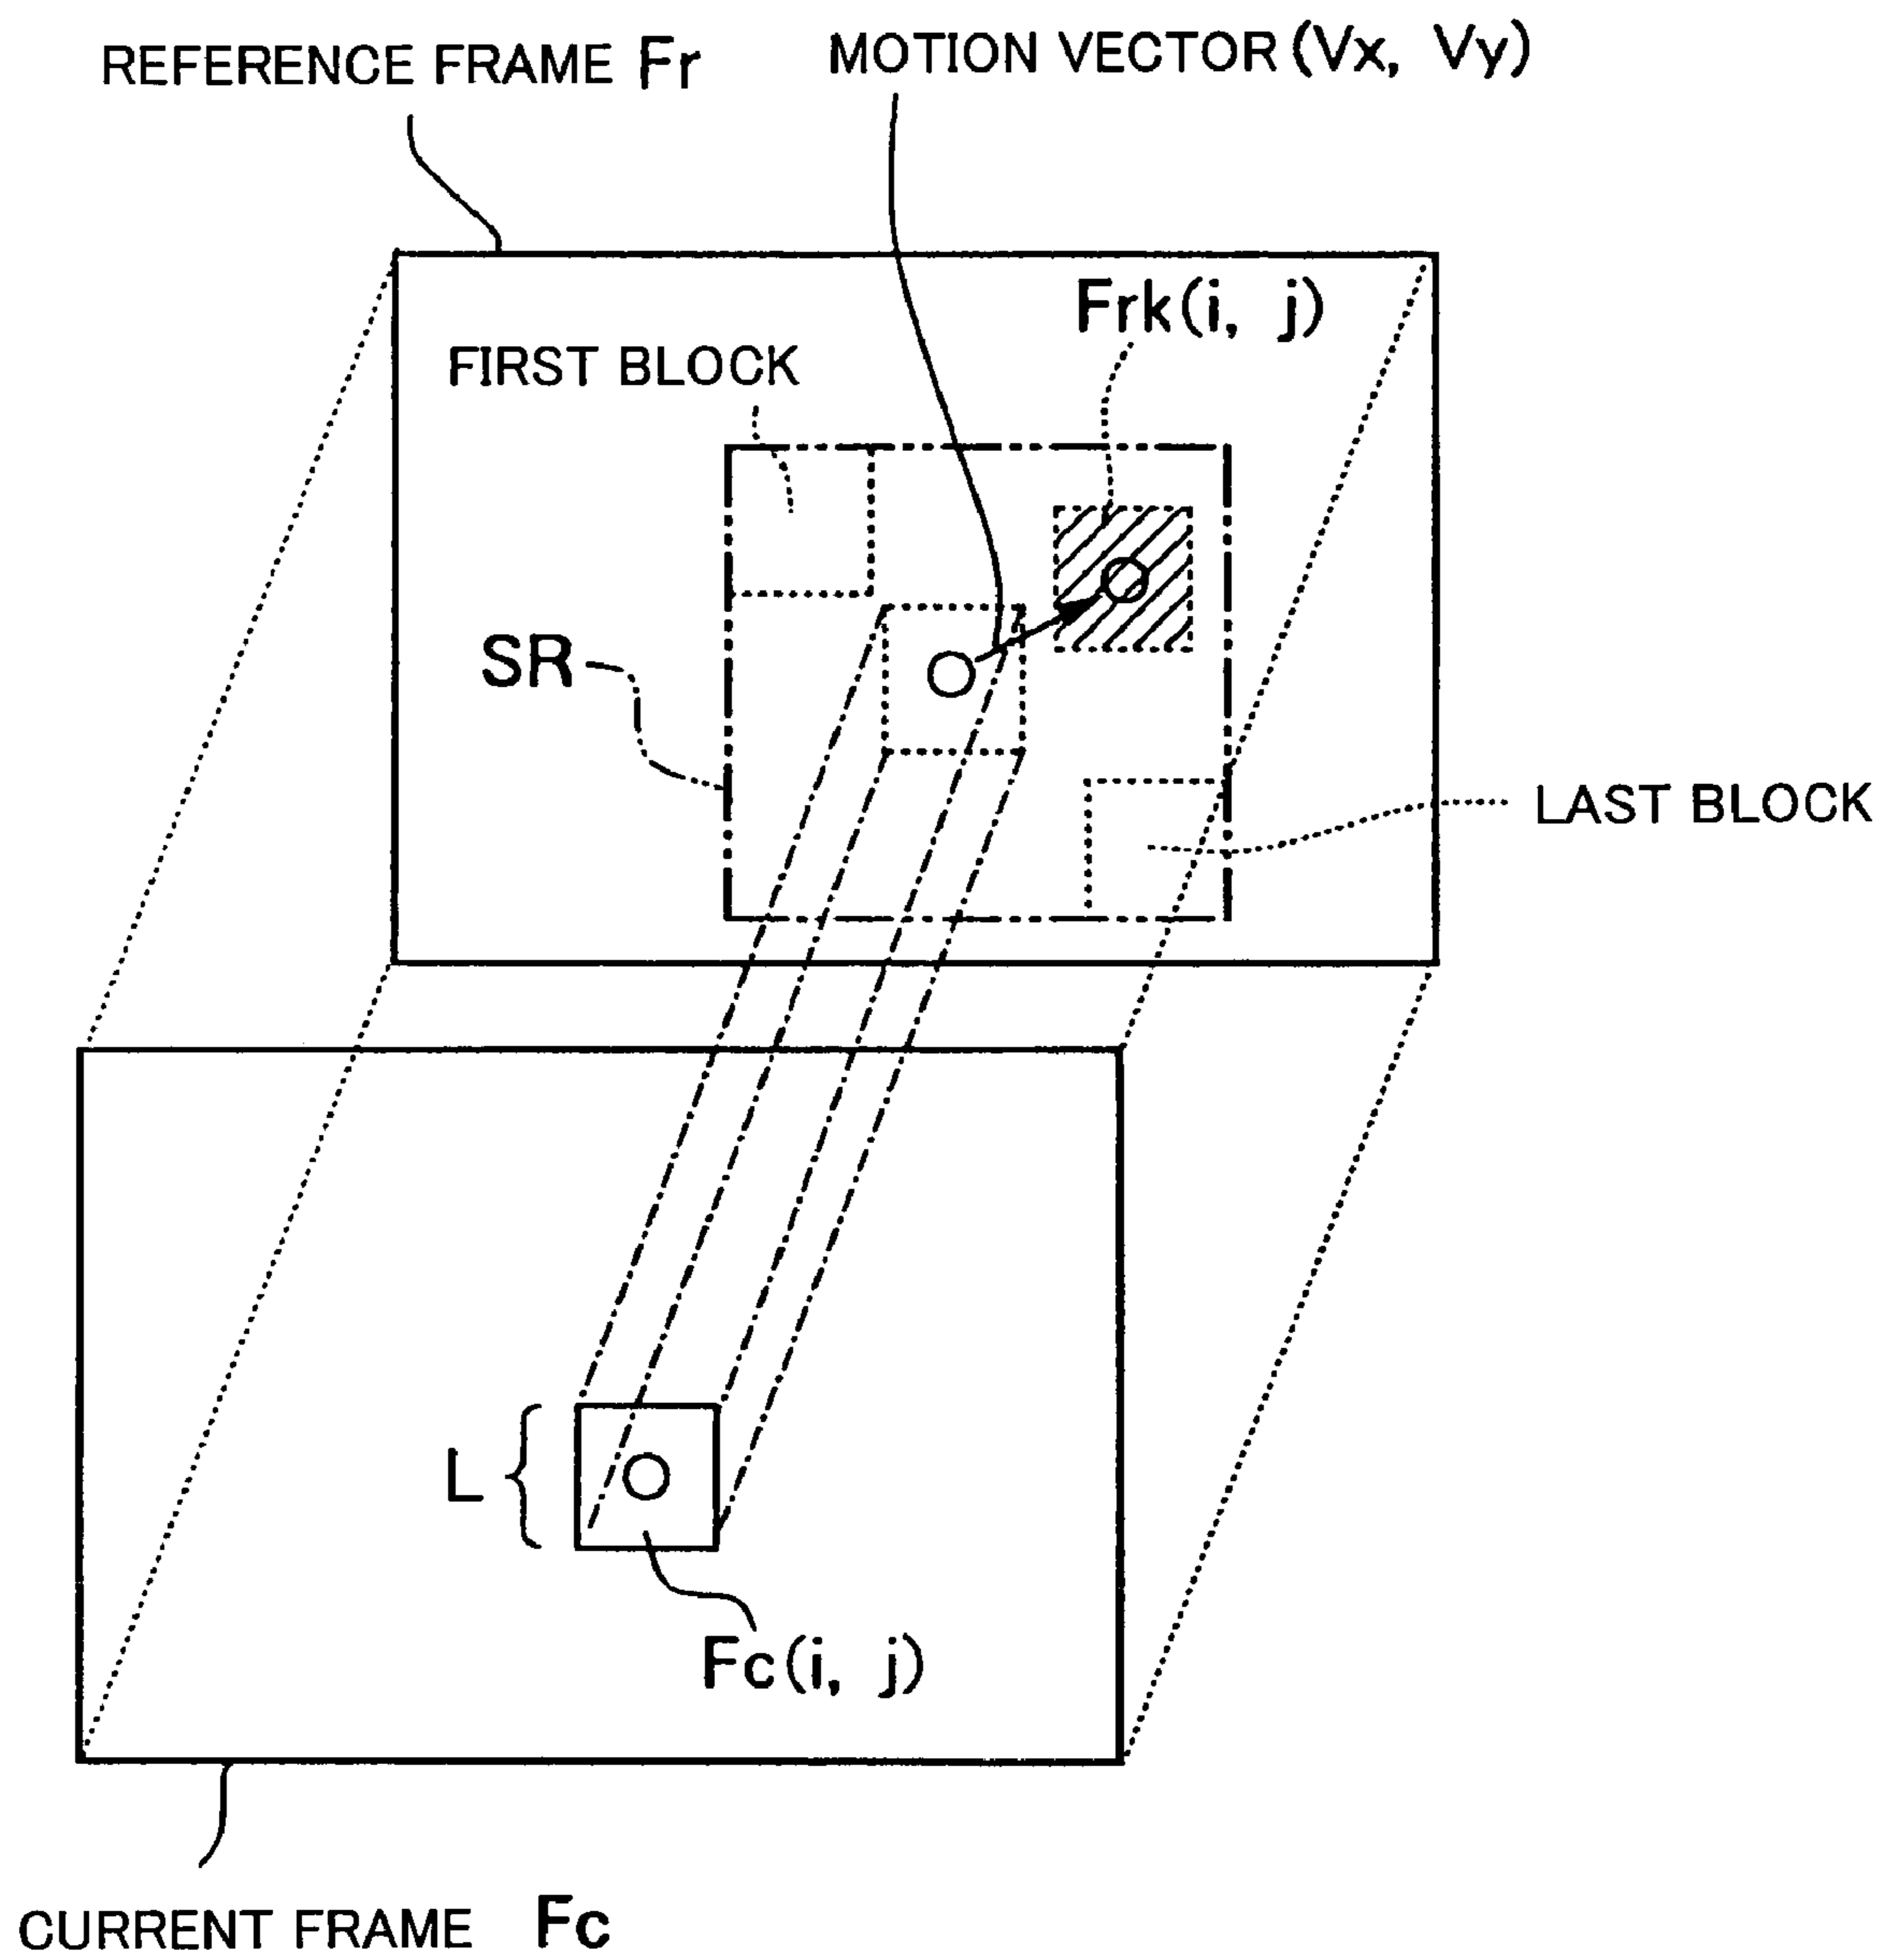 REFERENCE FRAME Fr
MOTION VECTOR (Vx, Vy)
Frk(i, j)
FIRST BLOCK
SR
LAST BLOCK
L
Fc(i, j)
CURRENT FRAME Fc